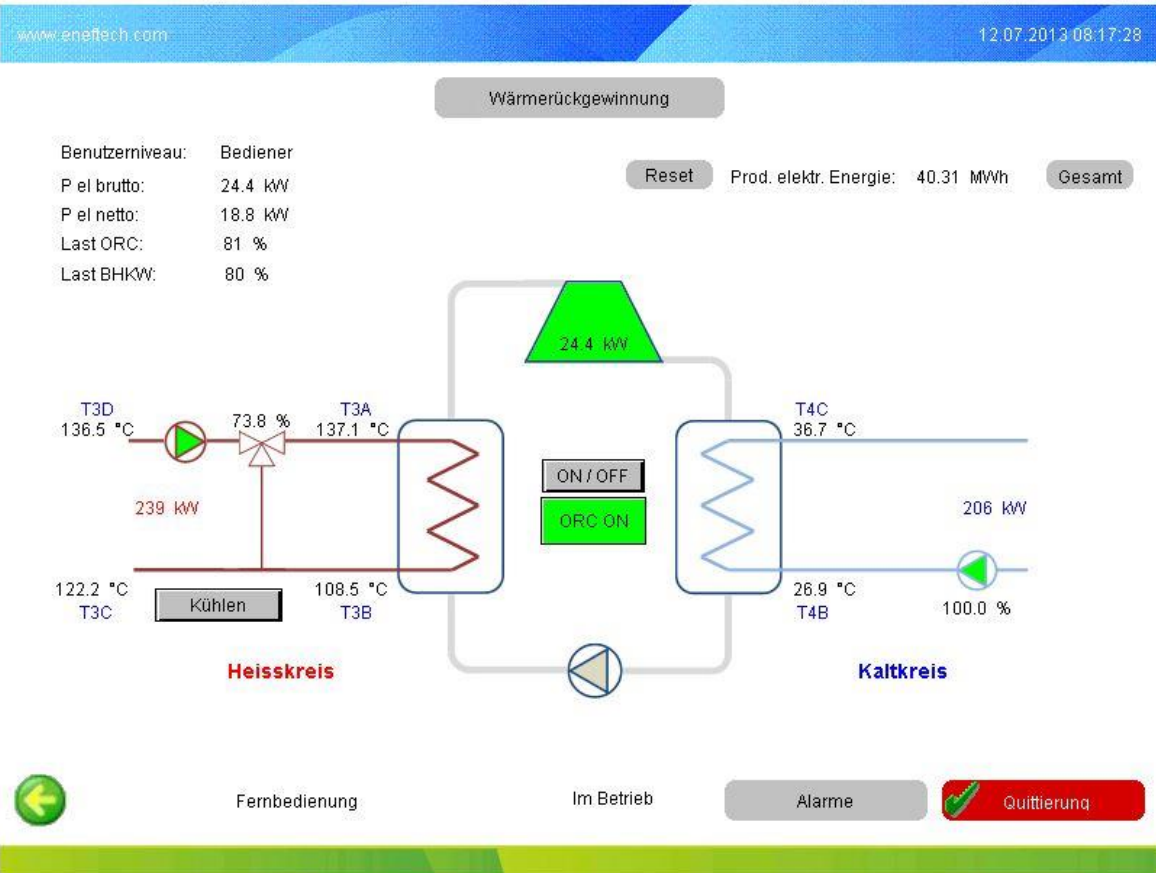 www.eneftech.com
12.07.2013 08:17:28
Wärmerückgewinnung
Benutzerniveau: Bediener
P el brutto: 24.4 kW
P el netto: 18.8 kW
Last ORC: 81 %
Last BHKW: 80 %
Reset Prod. elektr. Energie: 40.31 MWh Gesamt
24.4 kW
T3D
136.5 °C
73.8 %
T3A
137.1 °C
T4C
36.7 °C
ON / OFF
ORC ON
239 kW
206 kW
122.2 °C
T3C
Kühlen
108.5 °C
T3B
26.9 °C
T4B
100.0 %
Heisskreis
Kaltkreis
Fernbedienung
Im Betrieb
Alarme
Quittierung